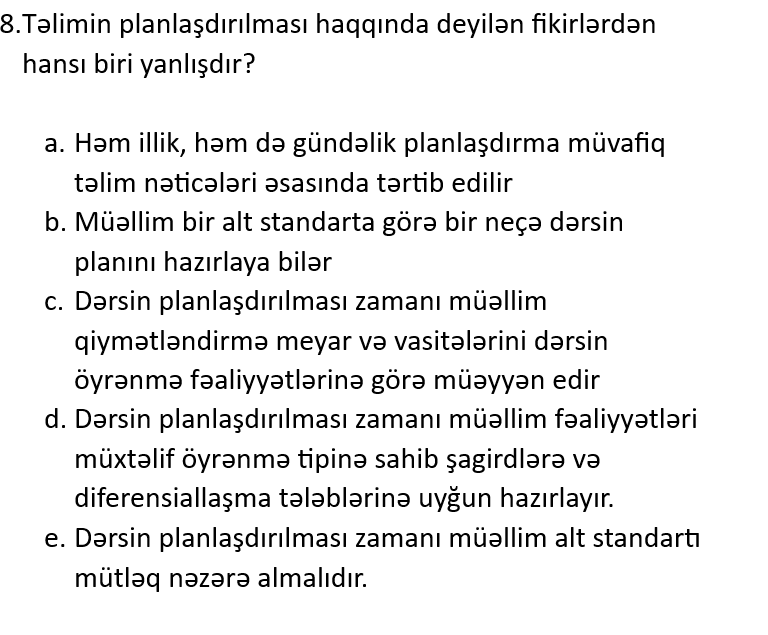 8.Təlimin planlaşdırılması haqqında deyilən fikirlərdən
hansı biri yanlışdır?
a. Həm illik, həm də gündəlik planlaşdırma müvafiq
təlim nəticələri əsasında tərtib edilir
b. Müəllim bir alt standarta görə bir neçə dərsin
planını hazırlaya bilər
c. Dərsin planlaşdırılması zamanı müəllim
qiymətləndirmə meyar və vasitələrini dərsin
öyrənmə fəaliyyətlərinə görə müəyyən edir
d. Dərsin planlaşdırılması zamanı müəllim fəaliyyətləri
müxtəlif öyrənmə tipinə sahib şagirdlərə və
diferensiallaşma tələblərinə uyğun hazırlayır.
e. Dərsin planlaşdırılması zamanı müəllim alt standartı
mütləq nəzərə almalıdır.